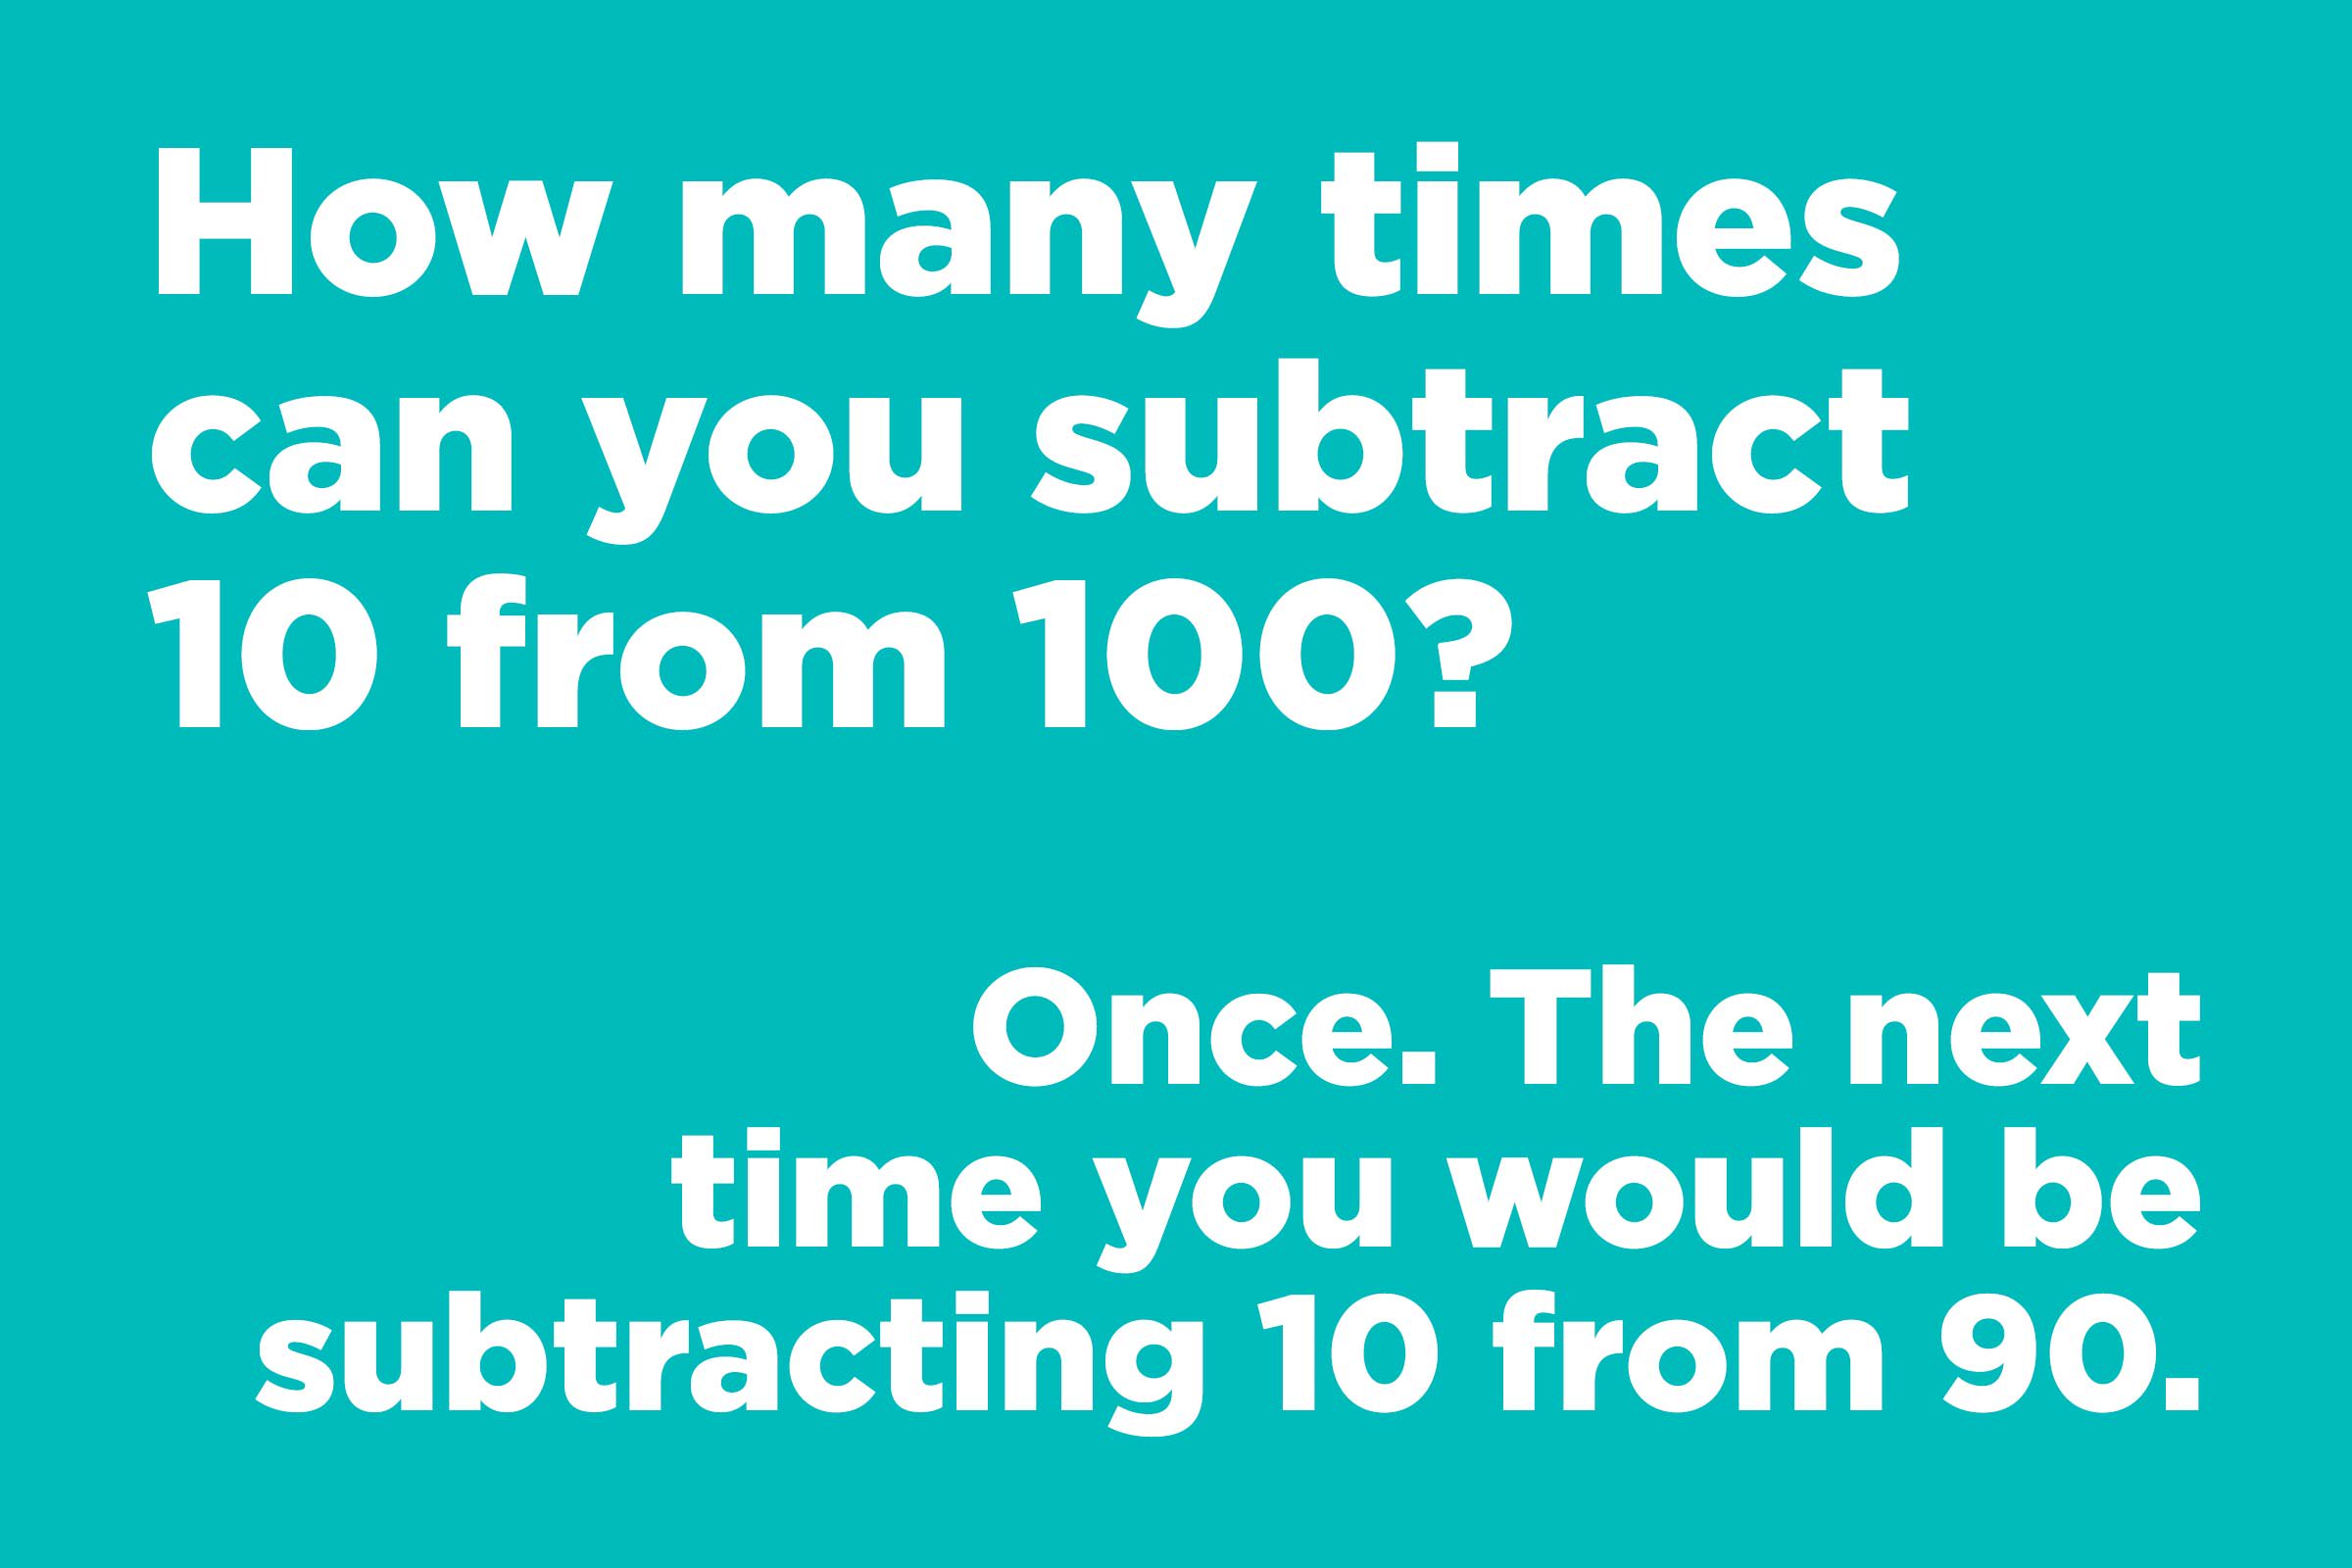 How many times
can you subtract
10 from 100?
Once. The next
time you would be
subtracting 10 from 90.